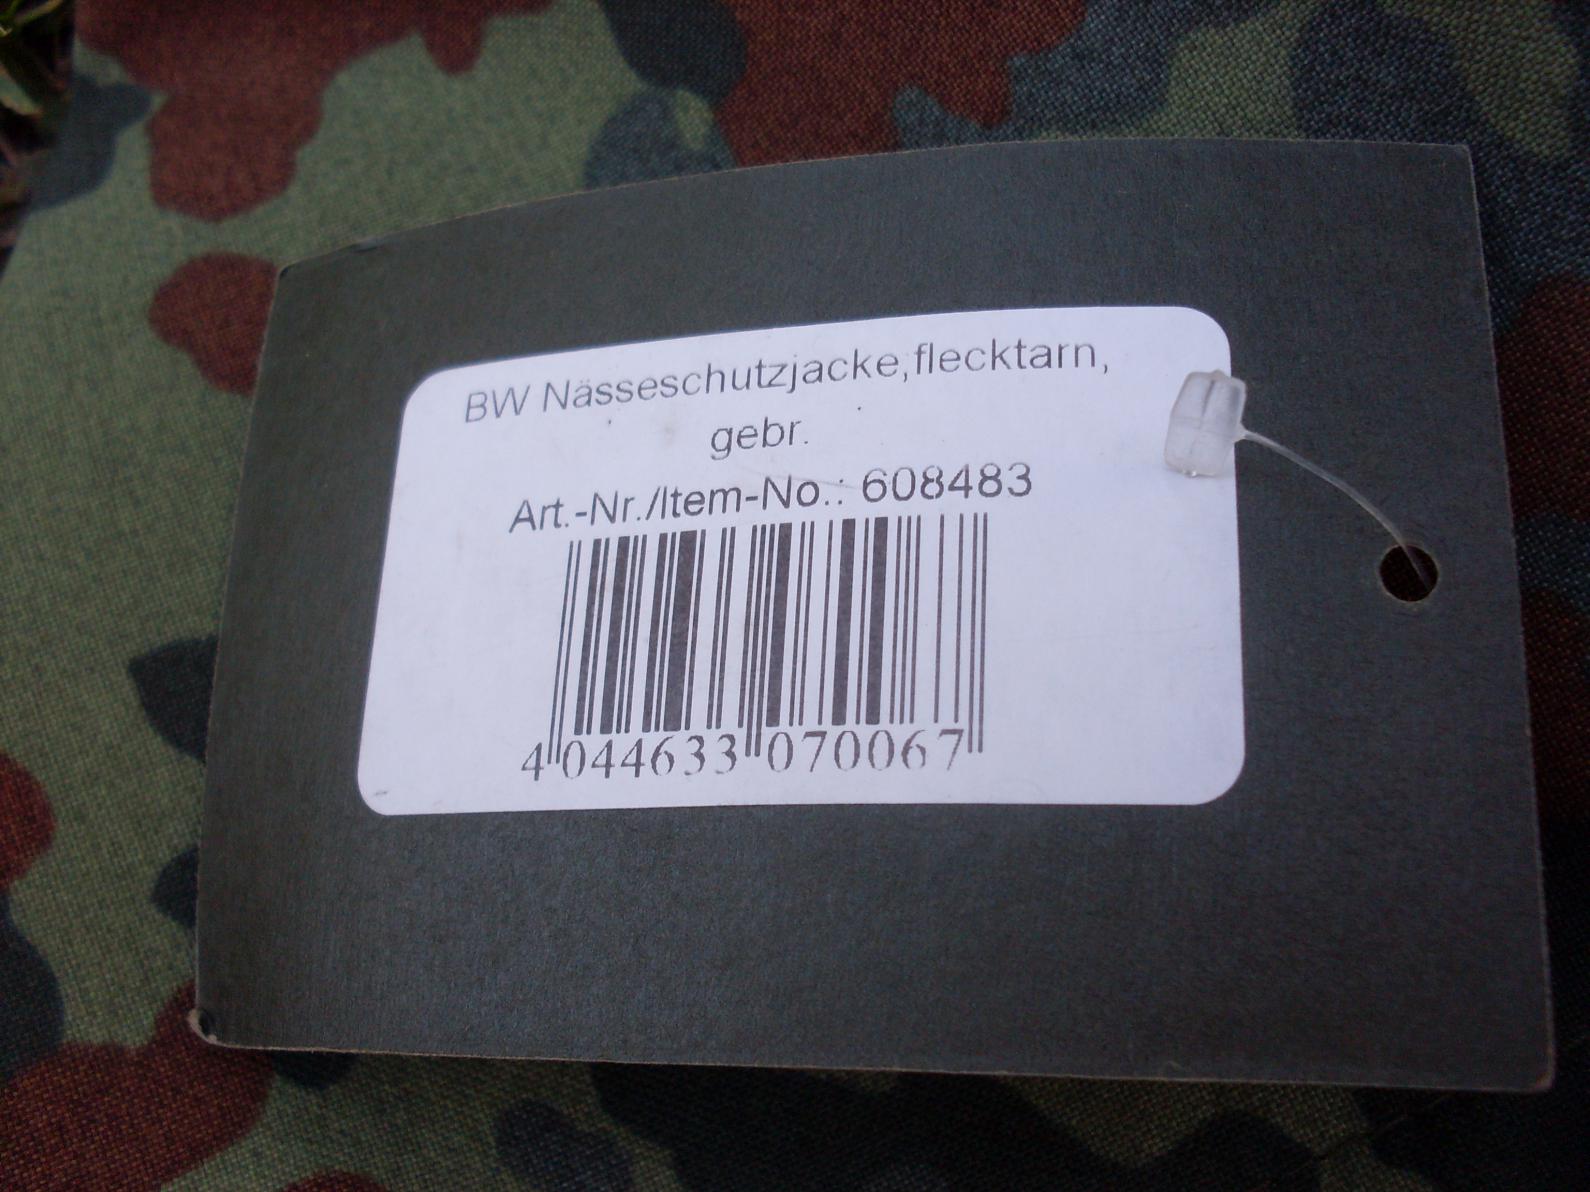 BW Nässeschutzjacke,flecktarn,
gebr.
Art.-Nr./Item-No.: 608483
4 044633 070067